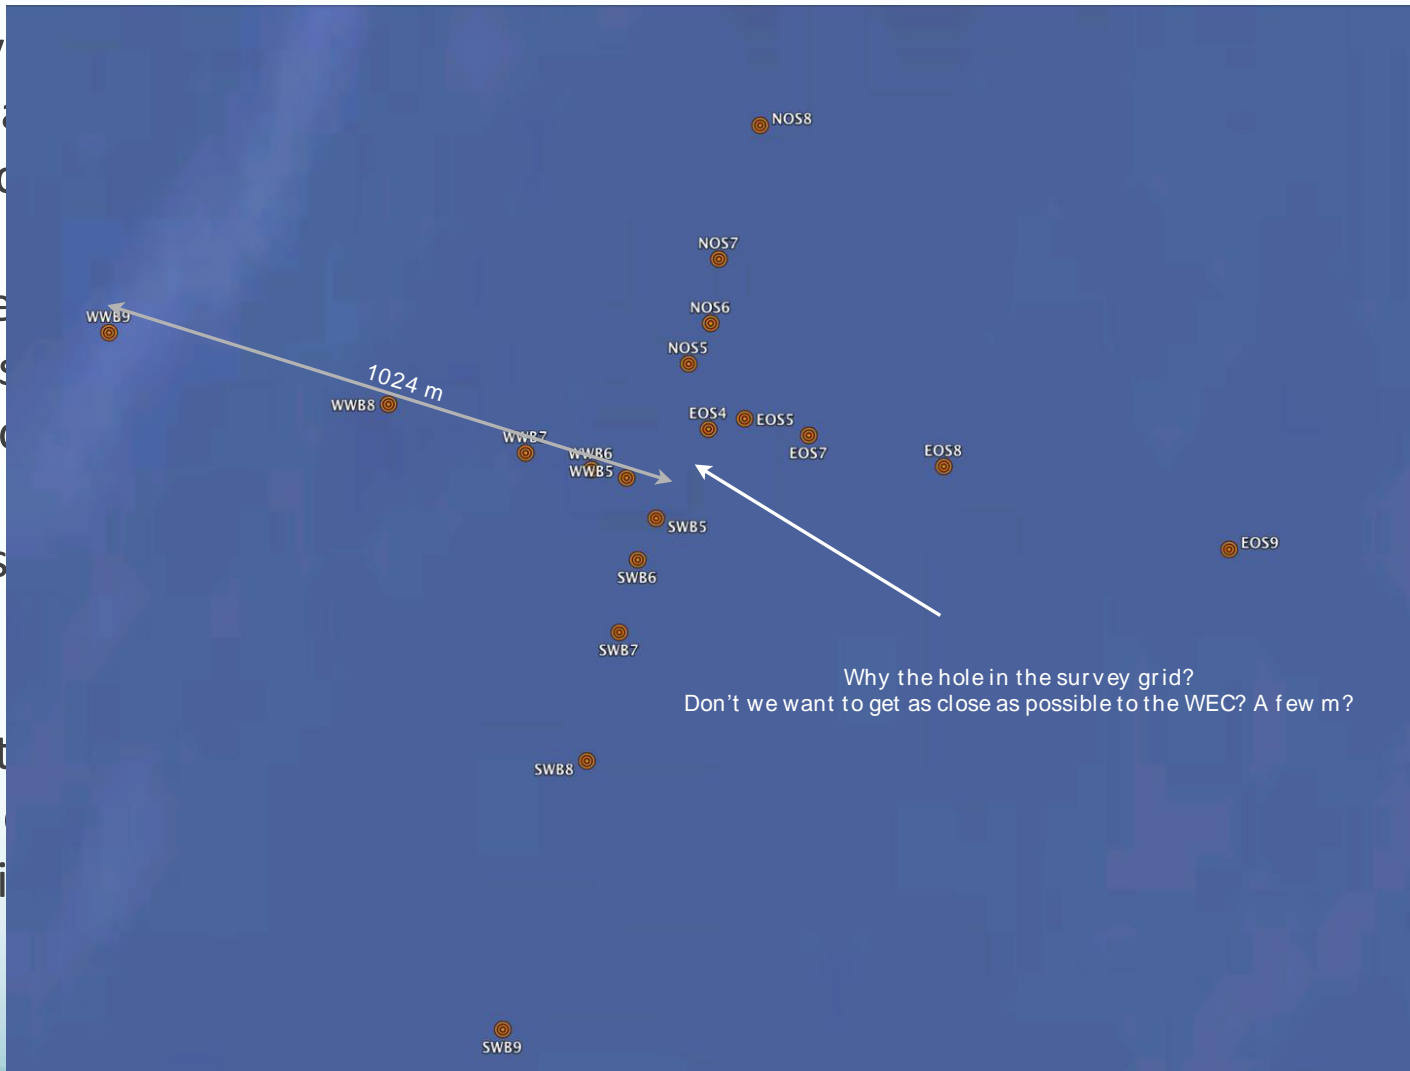 NOS8
NOS7
NOS6
WWB9
NOS5
1024 m
WWB8
EOS4
EOS5
WWB7
EOS7
WWB6
EOS8
WWB5
SWB5
EOS9
SWB6
SWB7
Why the hole in the survey grid?
Don't we want to get as close as possible to the WEC? A few m?
SWB8
SWB9